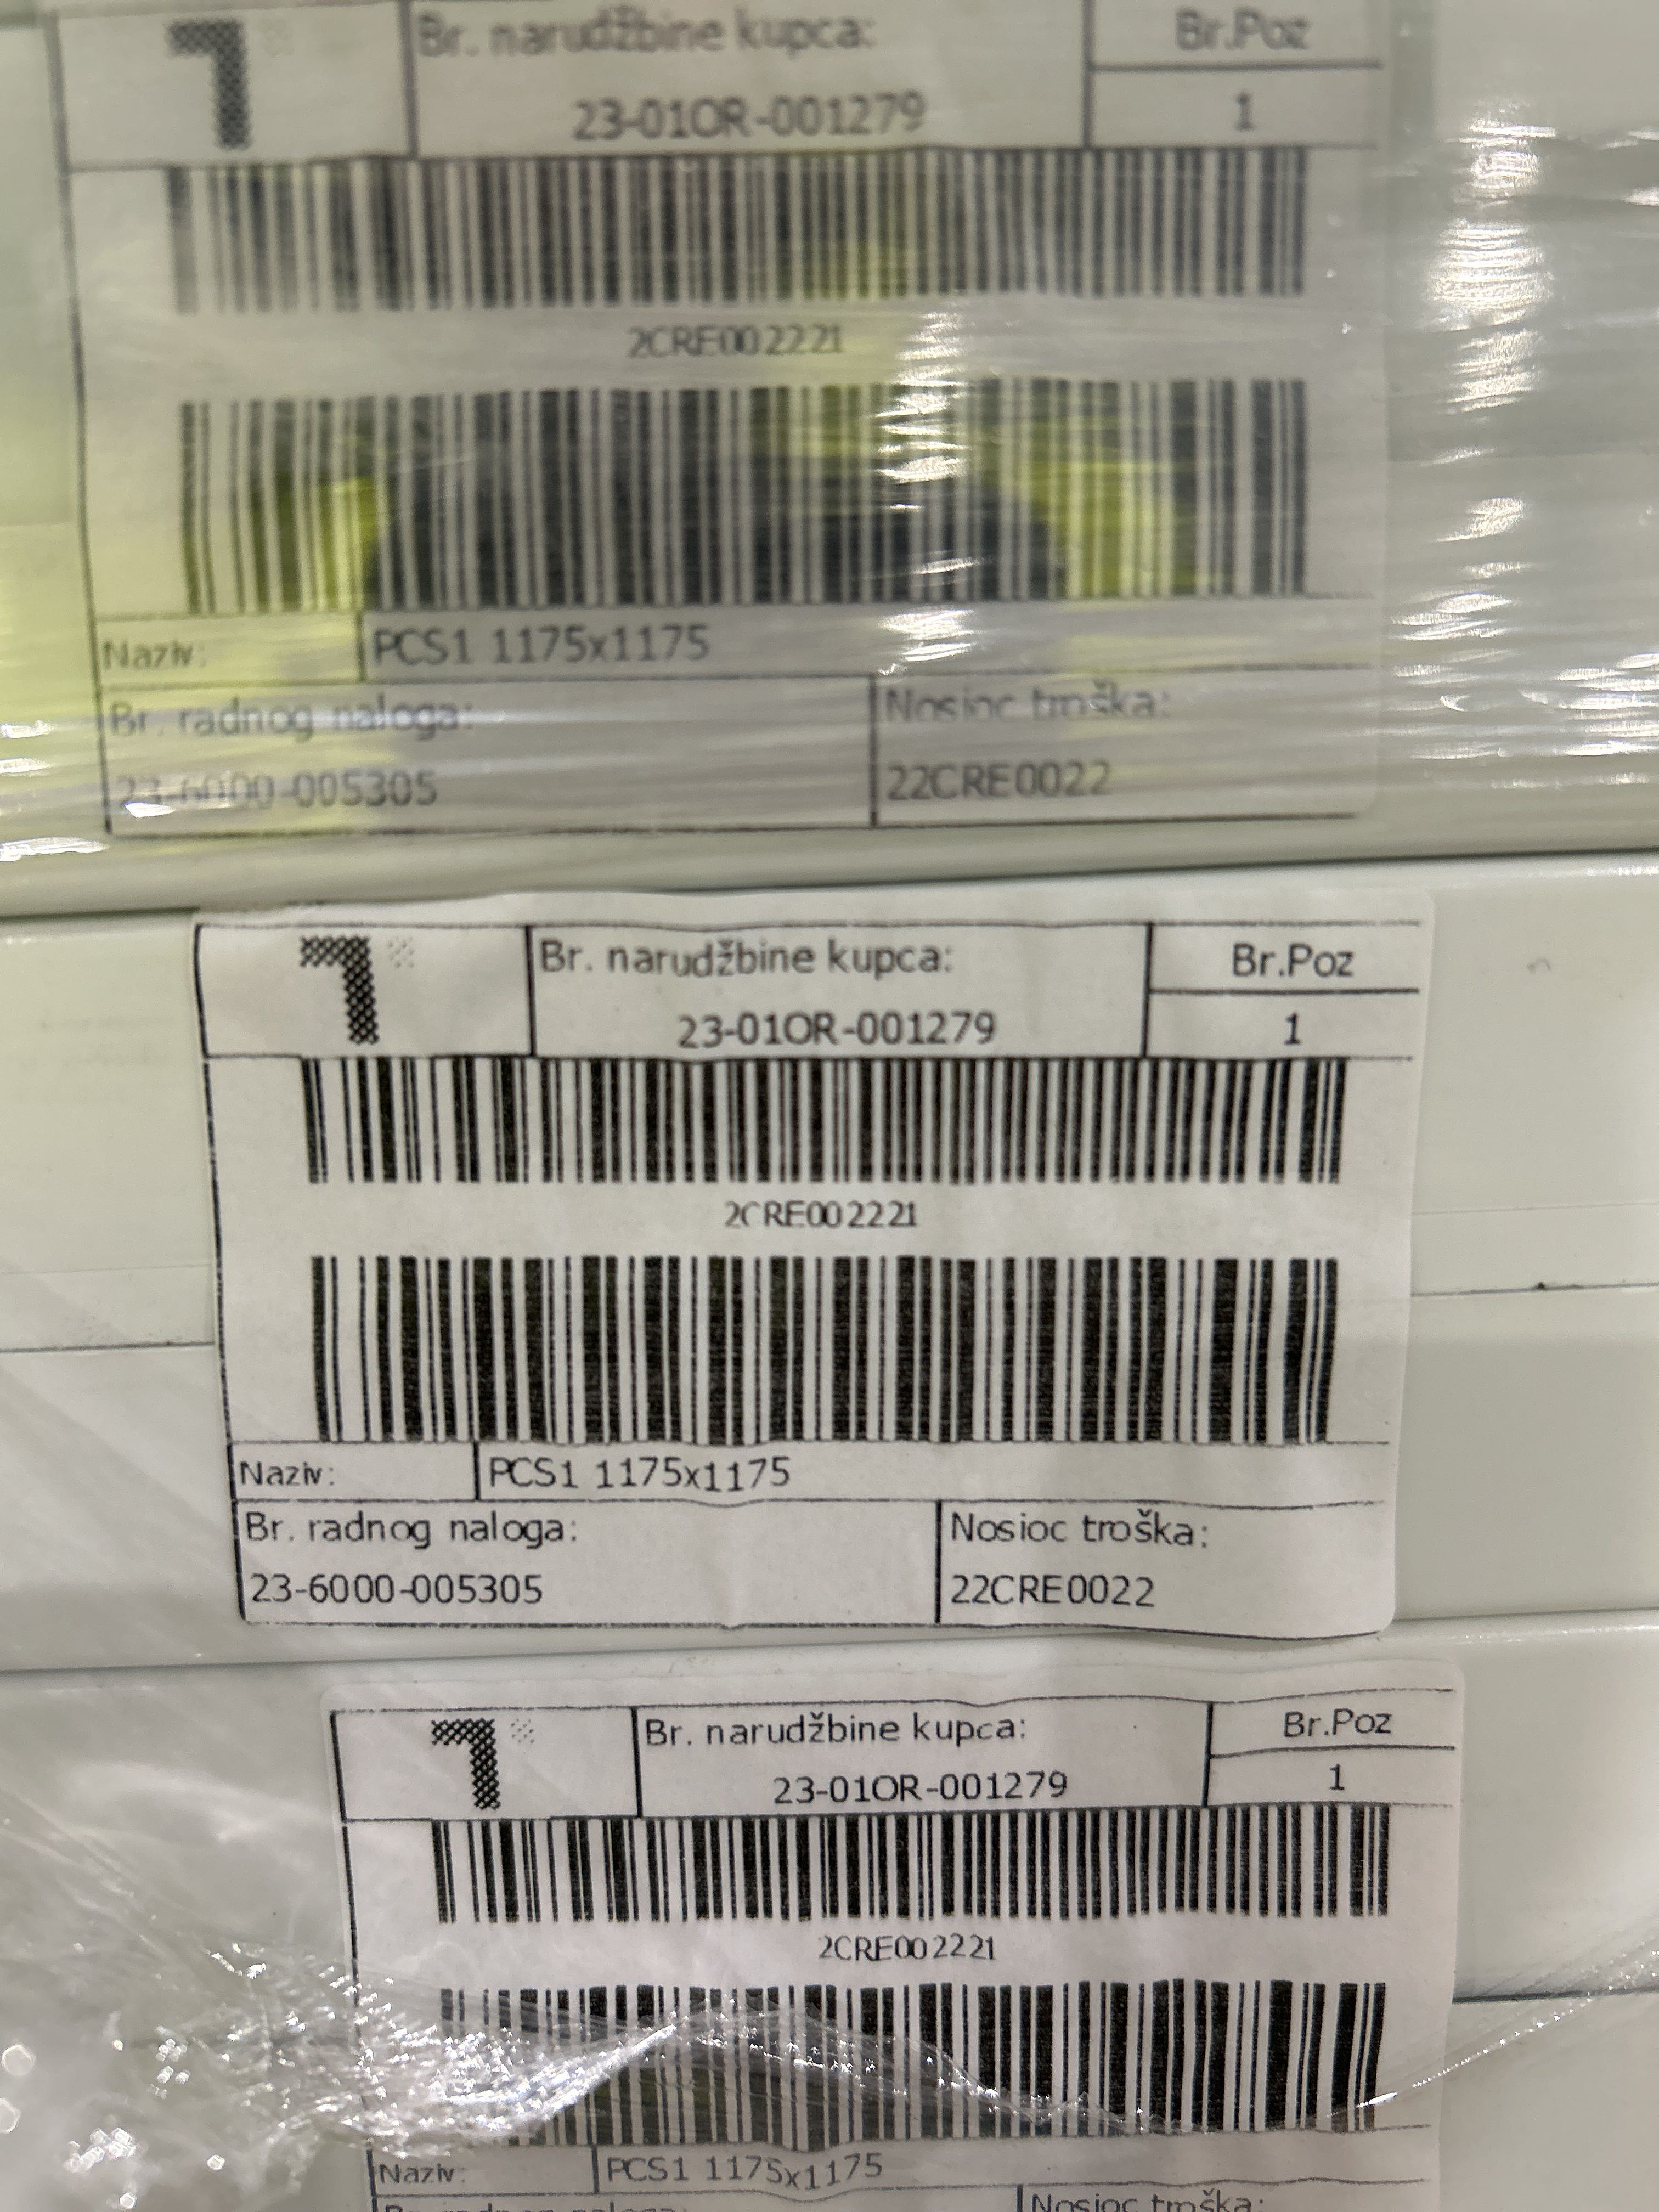 Br. narudžbine kupca:
Br.Poz
23-01OR-001279
1
2CRE002221
Naziv: PCS1 1175x1175
Br. radnog naloga:
Nosioc troška:
23-6000-005305
22CRE0022
Br. narudžbine kupca:
Br.Poz
23-01OR-001279
1
2CRE002221
Naziv: PCS1 1175x1175
Br. radnog naloga:
Nosioc troška:
23-6000-005305
22CRE0022
Br. narudžbine kupca:
Br.Poz
23-01OR-001279
1
2CRE002221
Naziv: PCS1 1175x1175
Br. radnog naloga:
Nosioc troška: